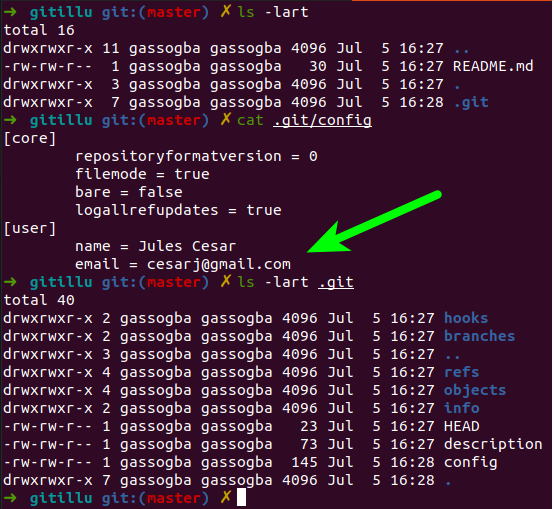 ➜ gitillu git:(master) ✗ ls -lart
total 16
drwxrwxr-x 11 gassogba gassogba 4096 Jul  5 16:27 ..
-rw-rw-r--  1 gassogba gassogba   30 Jul  5 16:27 README.md
drwxrwxr-x  3 gassogba gassogba 4096 Jul  5 16:27 .
drwxrwxr-x  7 gassogba gassogba 4096 Jul  5 16:28 .git
➜ gitillu git:(master) ✗ cat .git/config
[core]
        repositoryformatversion = 0
        filemode = true
        bare = false
        logallrefupdates = true
[user]
        name = Jules Cesar
        email = cesarj@gmail.com
➜ gitillu git:(master) ✗ ls -lart .git
total 40
drwxrwxr-x 2 gassogba gassogba 4096 Jul  5 16:27 hooks
drwxrwxr-x 2 gassogba gassogba 4096 Jul  5 16:27 branches
drwxrwxr-x 3 gassogba gassogba 4096 Jul  5 16:27 ..
drwxrwxr-x 4 gassogba gassogba 4096 Jul  5 16:27 refs
drwxrwxr-x 4 gassogba gassogba 4096 Jul  5 16:27 objects
drwxrwxr-x 2 gassogba gassogba 4096 Jul  5 16:27 info
-rw-rw-r-- 1 gassogba gassogba   23 Jul  5 16:27 HEAD
-rw-rw-r-- 1 gassogba gassogba   73 Jul  5 16:27 description
-rw-rw-r-- 1 gassogba gassogba  145 Jul  5 16:28 config
drwxrwxr-x 7 gassogba gassogba 4096 Jul  5 16:28 .
➜ gitillu git:(master) ✗